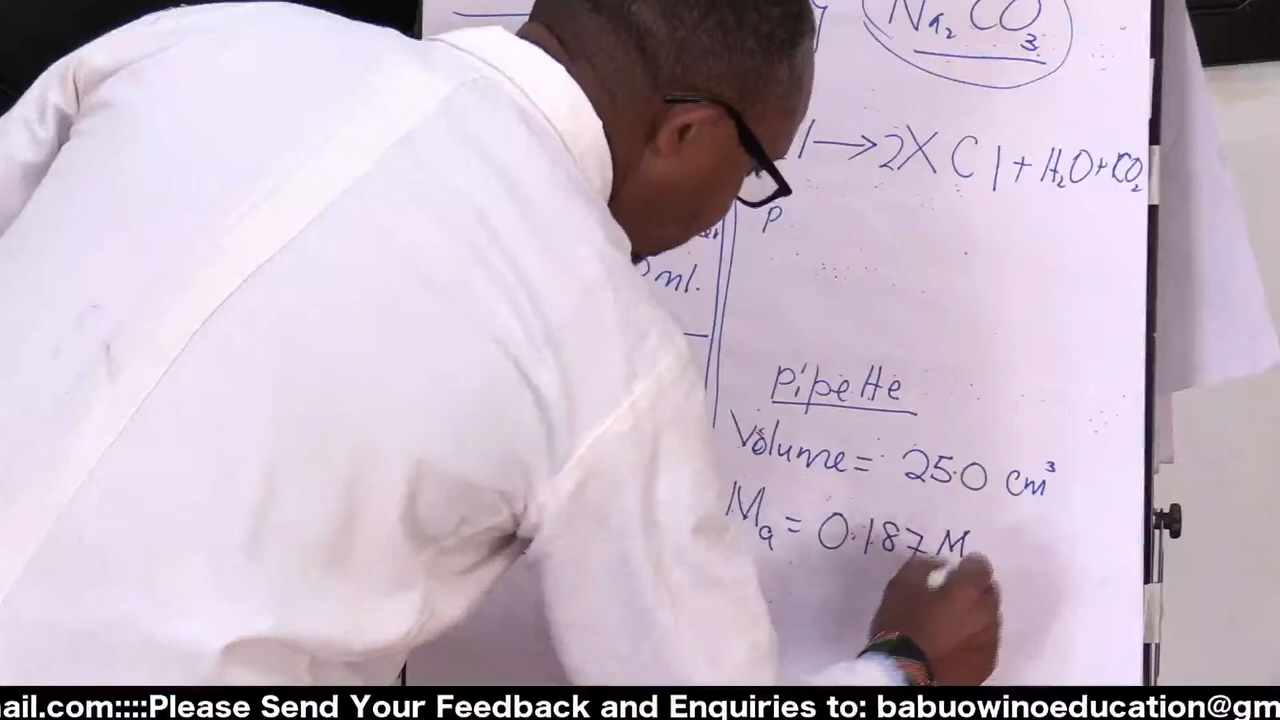 Na₂CO₃
l → 2XCl + H₂O + CO₂
P
ml.
Pipette
Volume = 25.0 cm³
Ma = 0.187 M
ail.com::::Please Send Your Feedback and Enquiries to: babuowinoeducation@gm